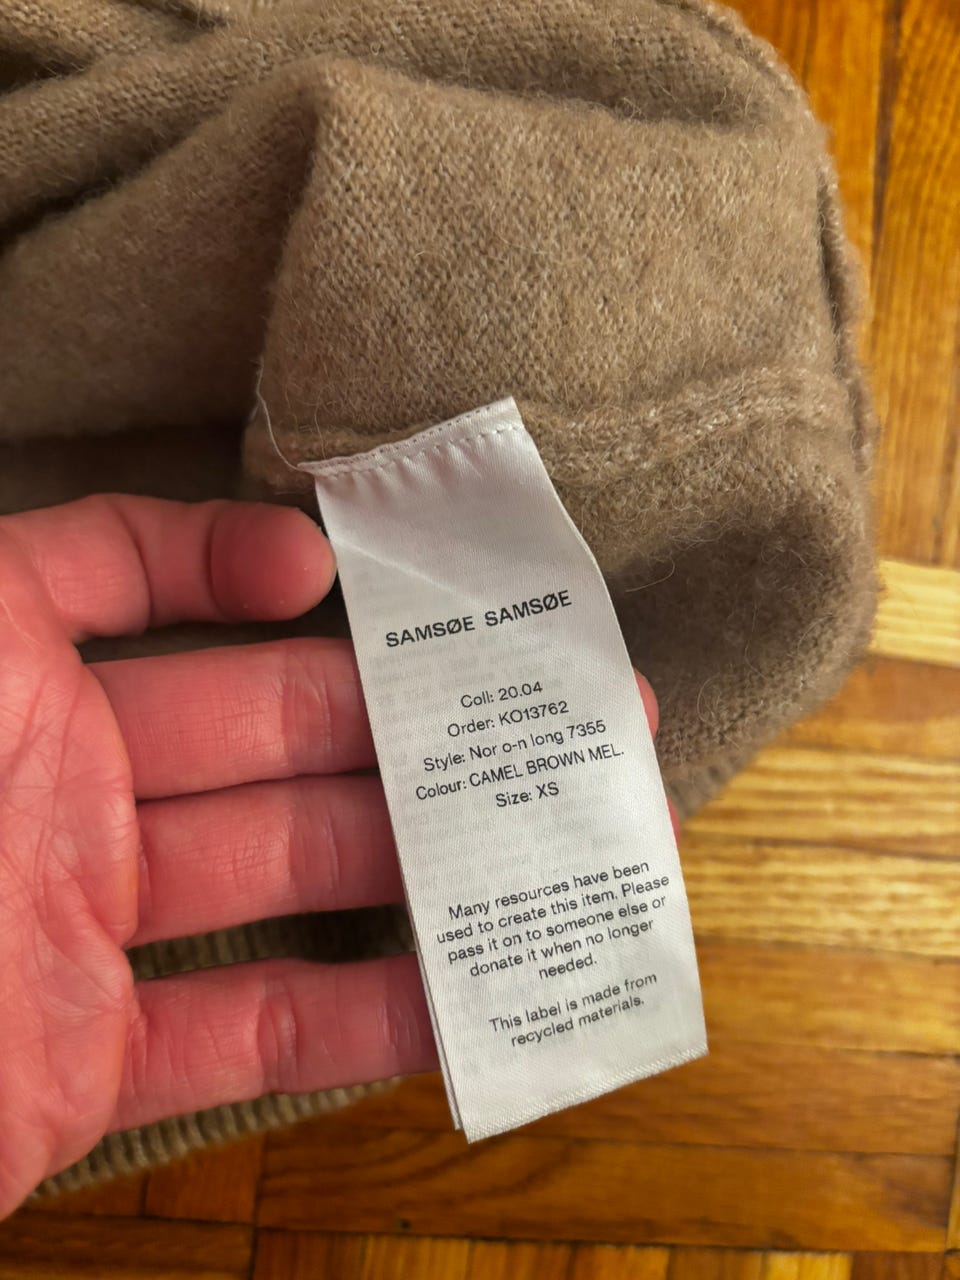 SAMSØE SAMSØE
Coll: 20.04
Order: KO13762
Style: Nor o-n long 7355
Colour: CAMEL BROWN MEL.
Size: XS
Many resources have been
used to create this item. Please
pass it on to someone else or
donate it when no longer
needed.
This label is made from
recycled materials.